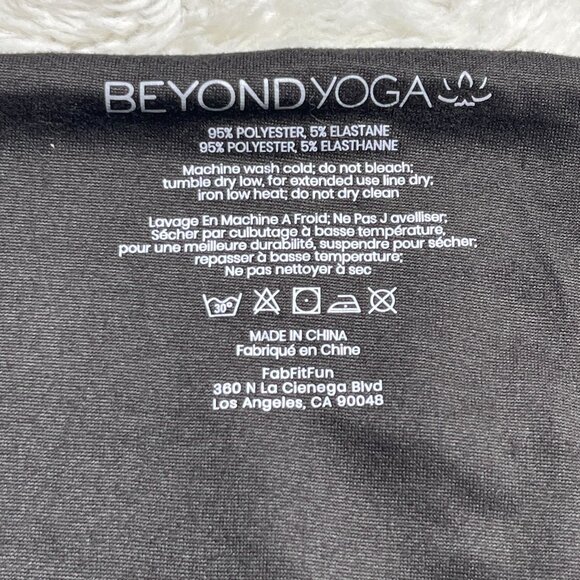 BEYOND YOGA
95% POLYESTER, 5% ELASTANE
95% POLYESTER, 5% ELASTHANNE
Machine wash cold; do not bleach;
tumble dry low, for extended use line dry;
iron low heat; do not dry clean
Lavage En Machine A Froid; Ne Pas J avelliser;
Sécher par culbutage à basse température,
pour une meilleure durabilité, suspendre pour sécher;
repasser à basse temperature;
Ne pas nettoyer à sec
30°
MADE IN CHINA
Fabriqué en Chine
FabFitFun
360 N La Cienega Blvd
Los Angeles, CA 90048